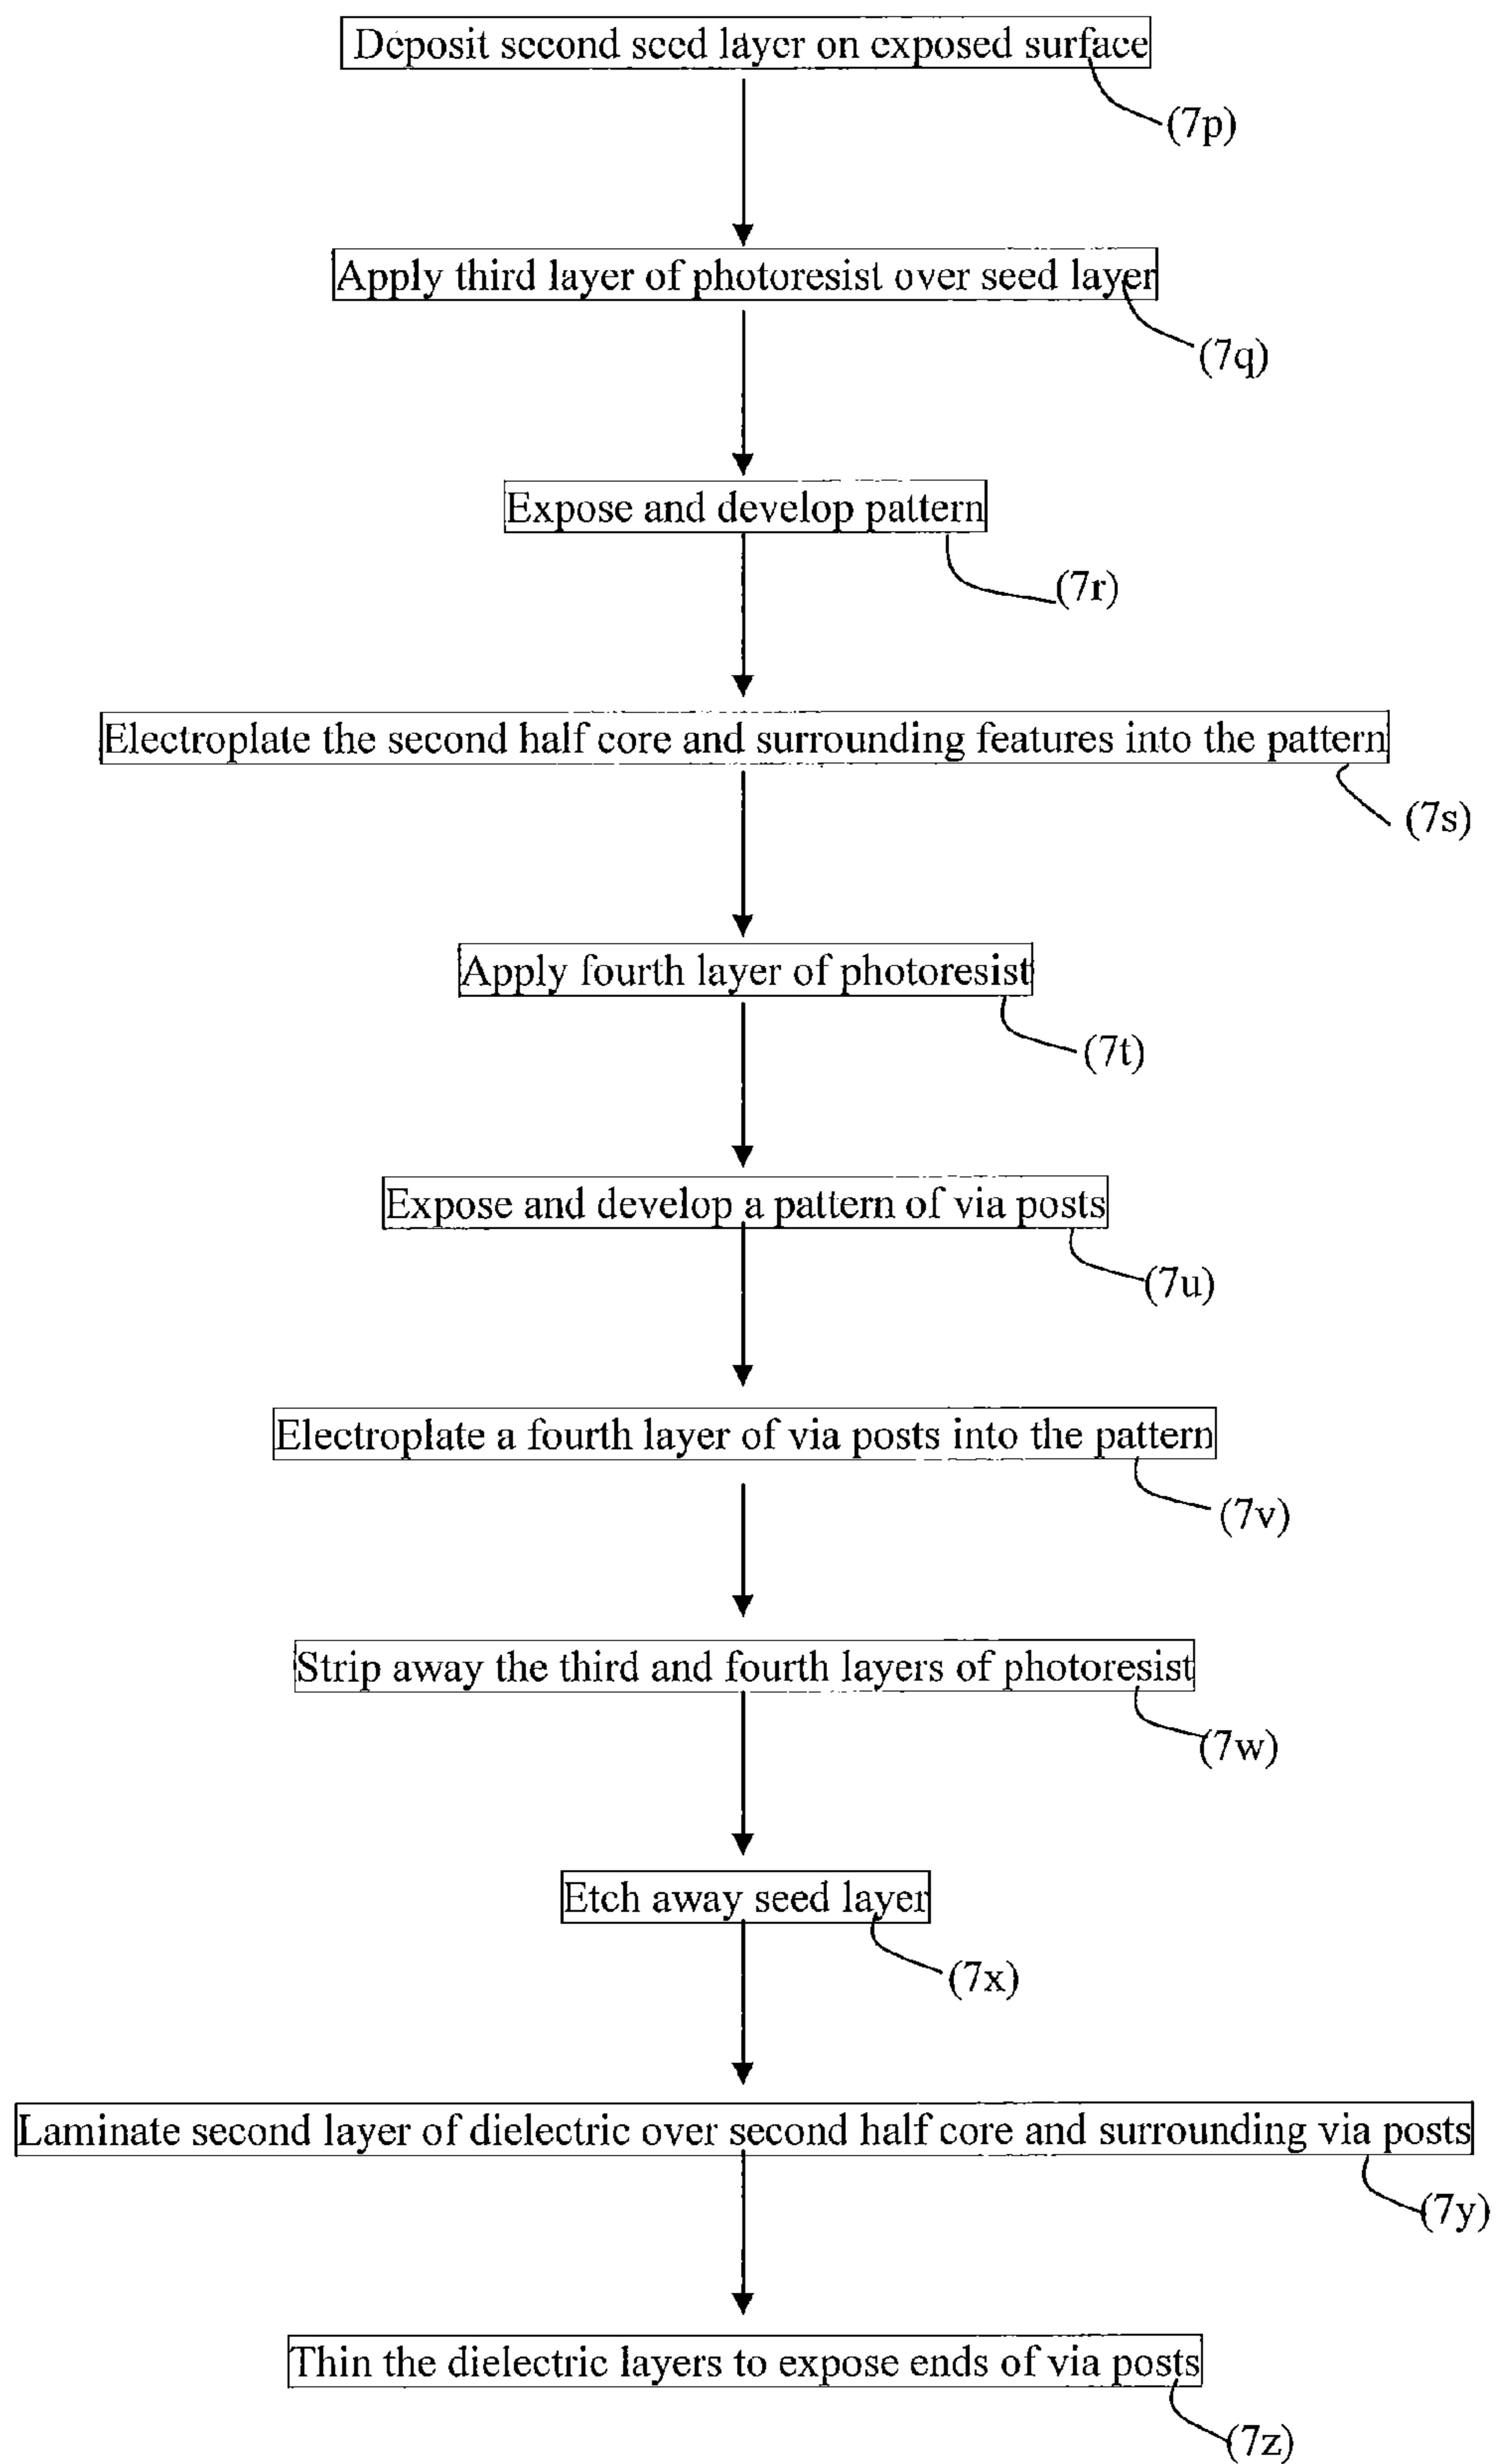 Deposit second seed layer on exposed surface
(7p)
Apply third layer of photoresist over seed layer
(7q)
Expose and develop pattern
(7r)
Electroplate the second half core and surrounding features into the pattern
(7s)
Apply fourth layer of photoresist
(7t)
Expose and develop a pattern of via posts
(7u)
Electroplate a fourth layer of via posts into the pattern
(7v)
Strip away the third and fourth layers of photoresist
(7w)
Etch away seed layer
(7x)
Laminate second layer of dielectric over second half core and surrounding via posts
(7y)
Thin the dielectric layers to expose ends of via posts
(7z)